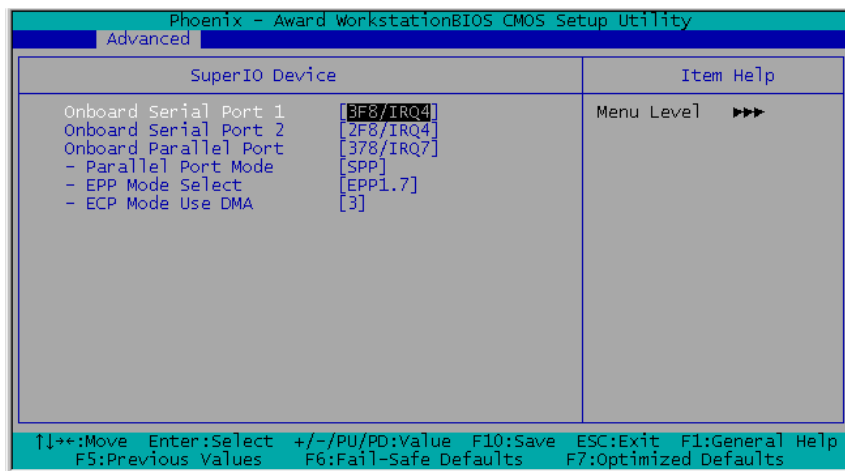 Phoenix - Award WorkstationBIOS CMOS Setup Utility
Advanced
SuperIO Device
Item Help
Onboard Serial Port 1 [3F8/IRQ4]
Menu Level ►►►
Onboard Serial Port 2 [2F8/IRQ4]
Onboard Parallel Port [378/IRQ7]
- Parallel Port Mode [SPP]
- EPP Mode Select [EPP1.7]
- ECP Mode Use DMA [3]
↑↓→←:Move Enter:Select +/-/PU/PD:Value F10:Save ESC:Exit F1:General Help
F5:Previous Values F6:Fail-Safe Defaults F7:Optimized Defaults